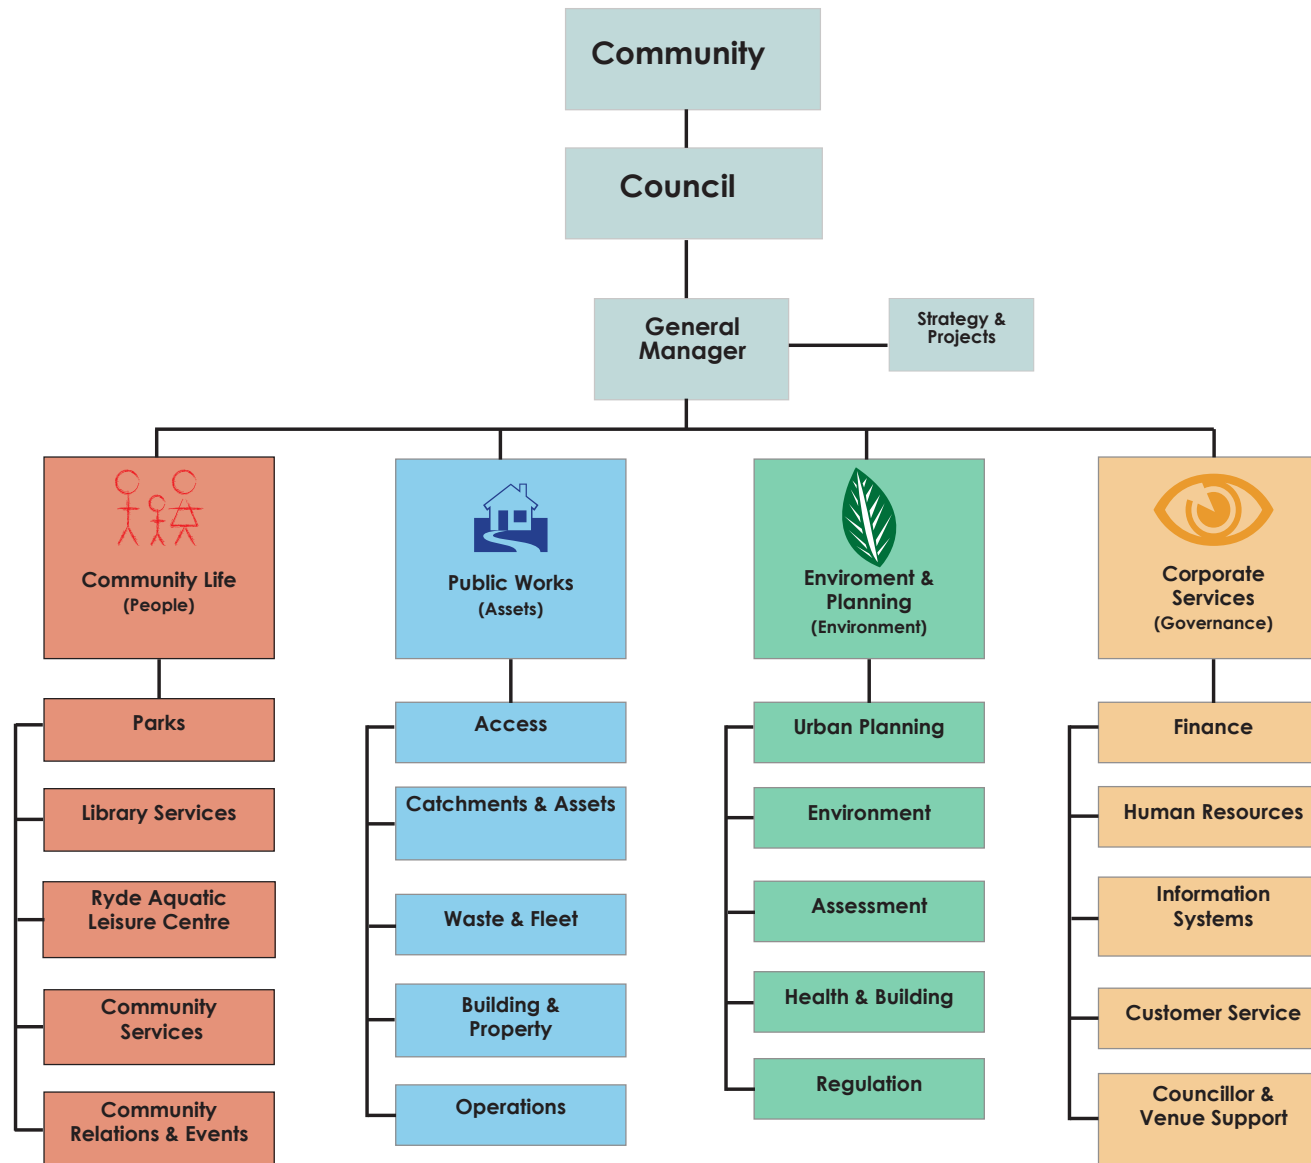 Community
Council
General
Manager
Strategy &
Projects
Community Life
(People)
Public Works
(Assets)
Enviroment &
Planning
(Environment)
Corporate
Services
(Governance)
Parks
Library Services
Ryde Aquatic
Leisure Centre
Community
Services
Community
Relations & Events
Access
Catchments & Assets
Waste & Fleet
Building &
Property
Operations
Urban Planning
Environment
Assessment
Health & Building
Regulation
Finance
Human Resources
Information
Systems
Customer Service
Councillor &
Venue Support